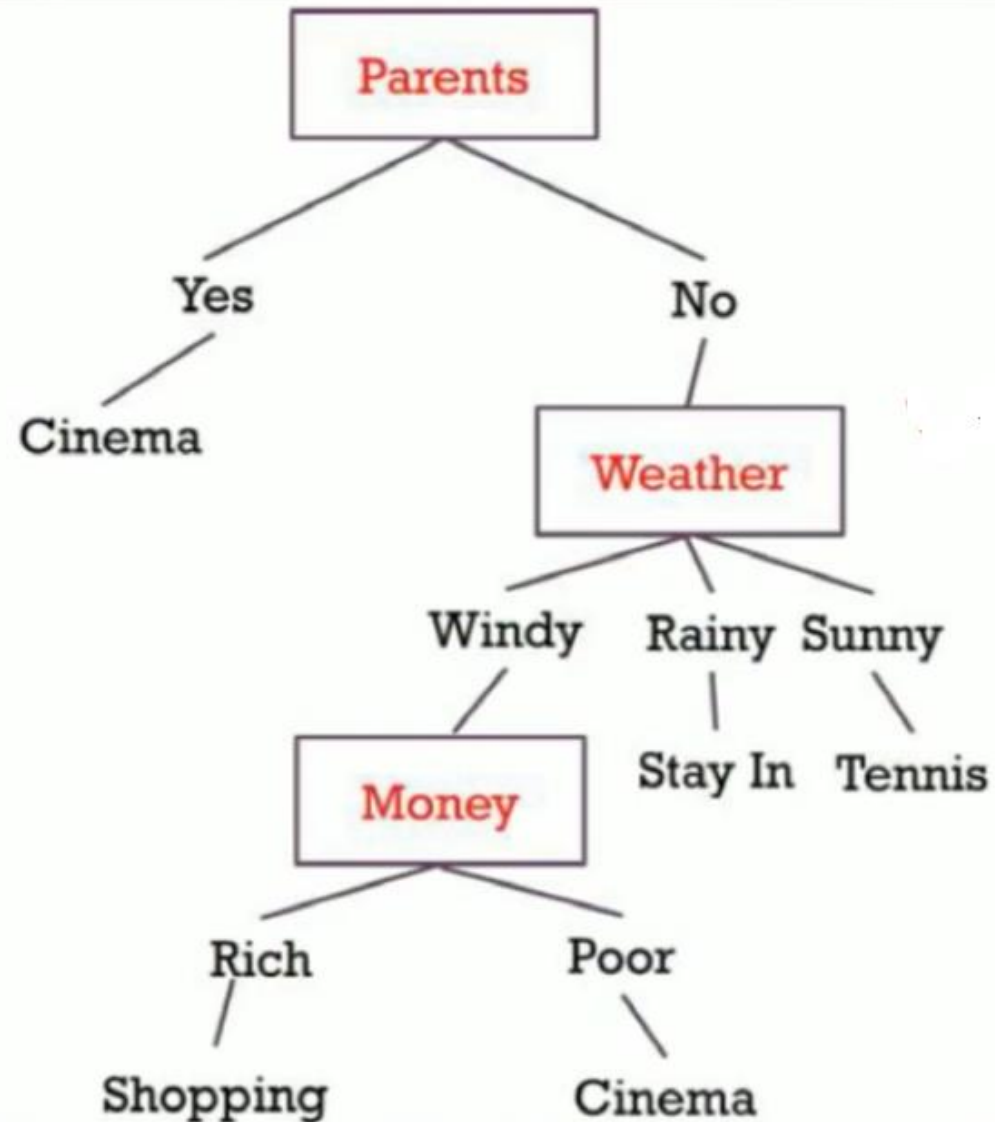 Parents
Yes
No
Cinema
Weather
Windy Rainy Sunny
Stay In Tennis
Money
Rich Poor
Shopping Cinema